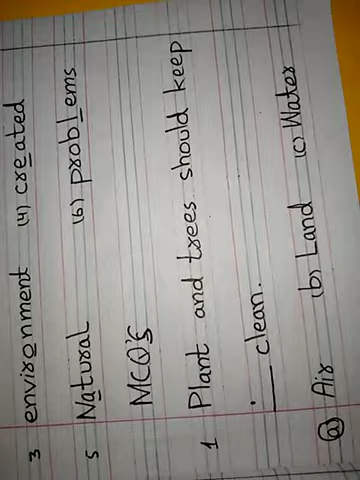 3 environment (4) created
5 Natural (6) problems
MCQ's
1 Plant and trees should keep
___ clean.
(a) Air (b) Land (c) Water